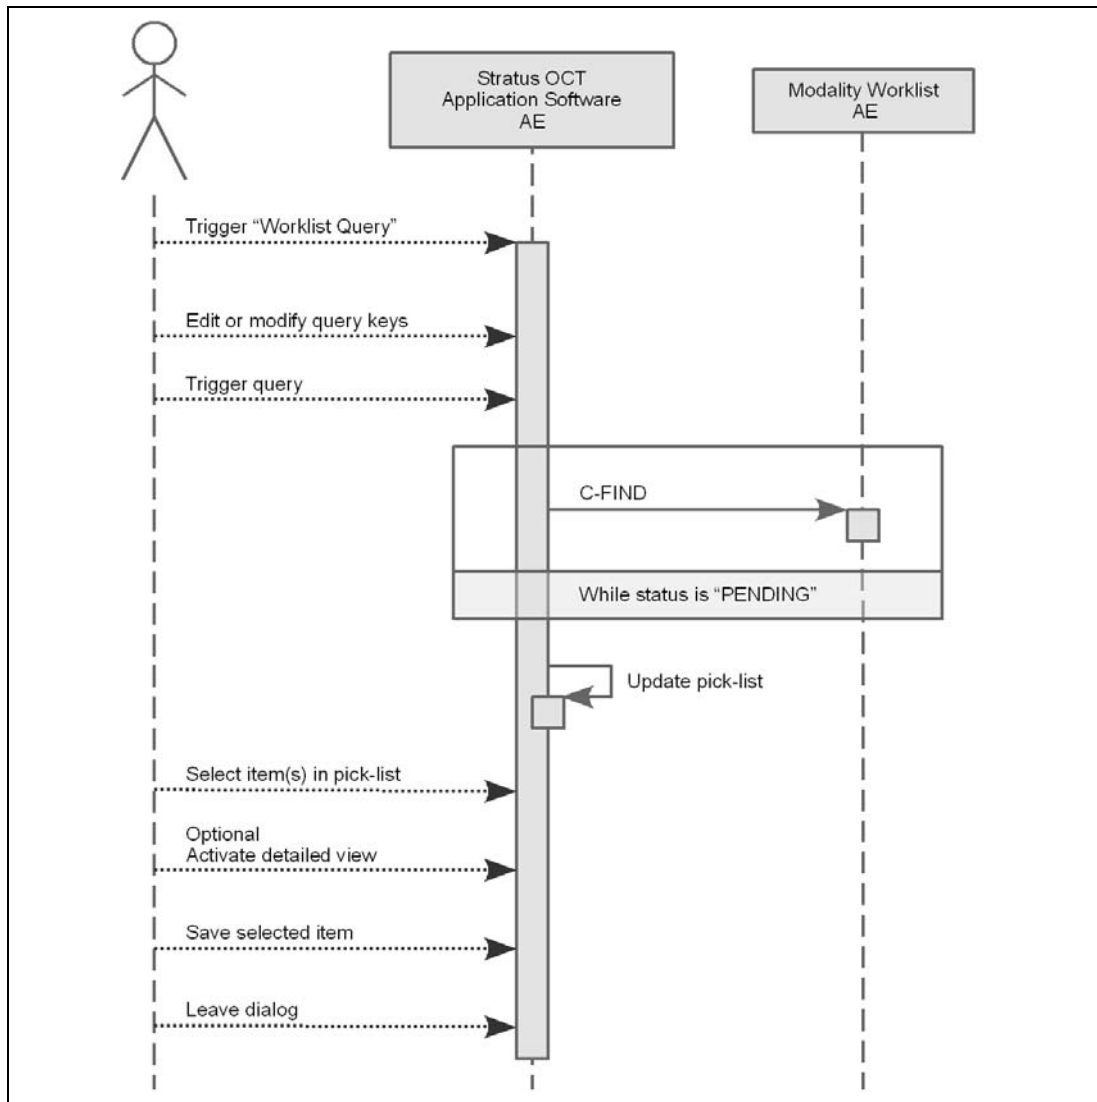 Stratus OCT
Application Software
AE
Modality Worklist
AE
Trigger “Worklist Query”
Edit or modify query keys
Trigger query
C-FIND
While status is “PENDING”
Update pick-list
Select item(s) in pick-list
Optional
Activate detailed view
Save selected item
Leave dialog